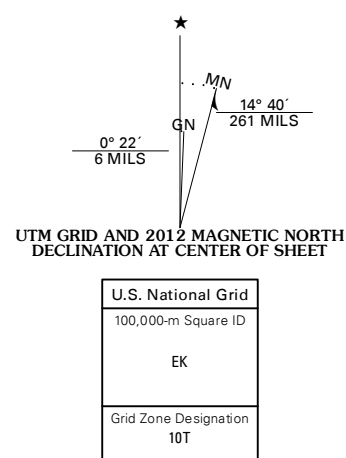 ★
MN
GN
14° 40´
261 MILS
0° 22´
6 MILS
UTM GRID AND 2012 MAGNETIC NORTH
DECLINATION AT CENTER OF SHEET
U.S. National Grid
100,000-m Square ID
EK
Grid Zone Designation
10T